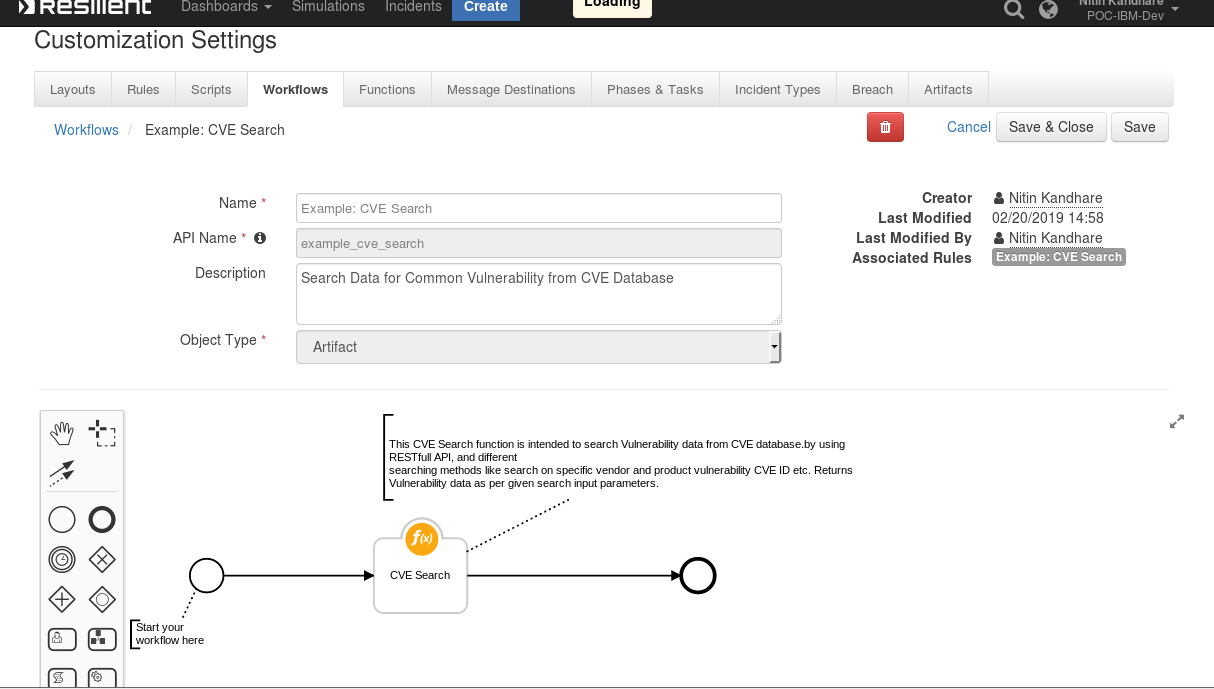 Resilient Dashboards Simulations Incidents Create Loading Nitin Kandhare
POC-IBM-Dev
Customization Settings
Layouts Rules Scripts Workflows Functions Message Destinations Phases & Tasks Incident Types Breach Artifacts
Workflows / Example: CVE Search Cancel Save & Close Save
Name * Example: CVE Search
API Name * example_cve_search
Description Search Data for Common Vulnerability from CVE Database
Object Type * Artifact
Creator Nitin Kandhare
Last Modified 02/20/2019 14:58
Last Modified By Nitin Kandhare
Associated Rules Example: CVE Search
This CVE Search function is intended to search Vulnerability data from CVE database.by using
RESTfull API, and different
searching methods like search on specific vendor and product vulnerability CVE ID etc. Returns
Vulnerability data as per given search input parameters.
f(x)
CVE Search
Start your
workflow here